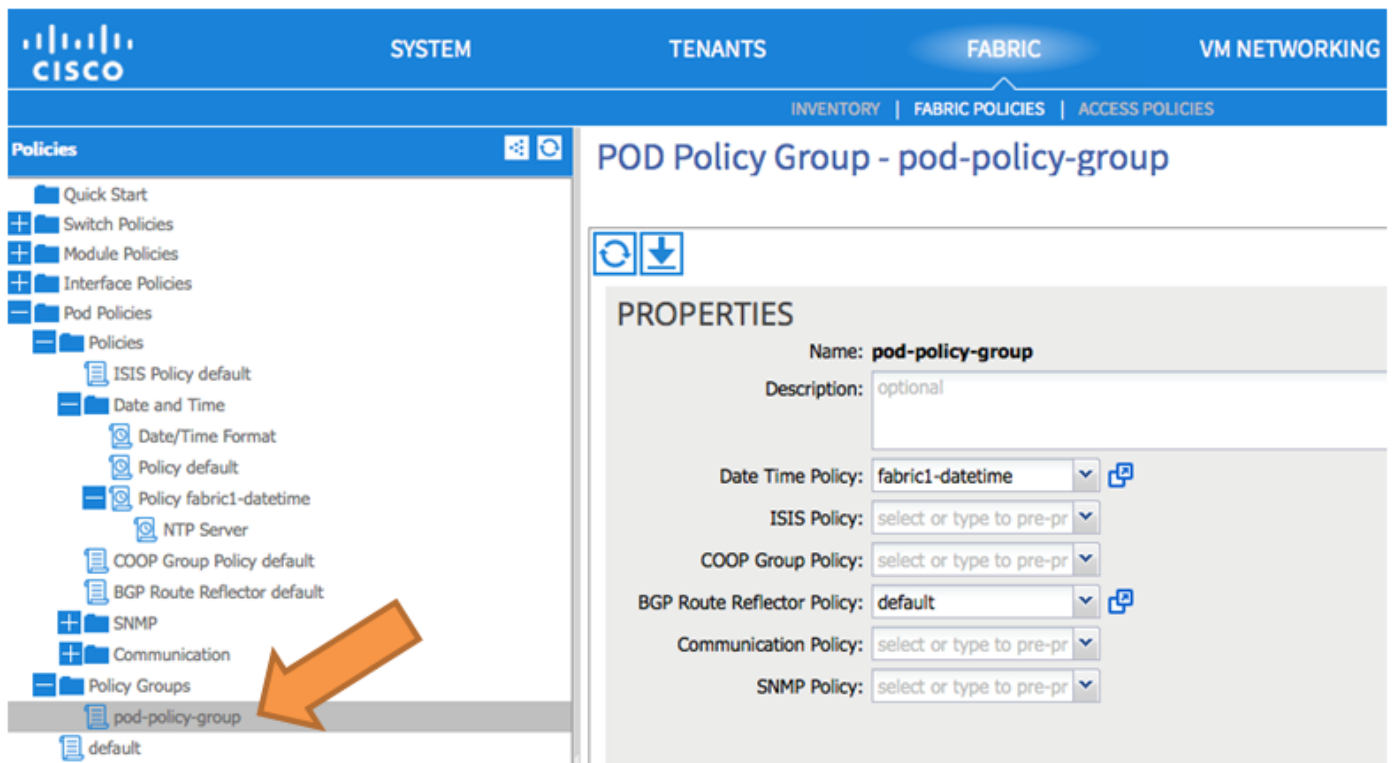 CISCO
SYSTEM TENANTS FABRIC VM NETWORKING
INVENTORY | FABRIC POLICIES | ACCESS POLICIES
Policies
Quick Start
Switch Policies
Module Policies
Interface Policies
Pod Policies
Policies
ISIS Policy default
Date and Time
Date/Time Format
Policy default
Policy fabric1-datetime
NTP Server
COOP Group Policy default
BGP Route Reflector default
SNMP
Communication
Policy Groups
pod-policy-group
default
POD Policy Group - pod-policy-group
PROPERTIES
Name: pod-policy-group
Description: optional
Date Time Policy: fabric1-datetime
ISIS Policy: select or type to pre-pr
COOP Group Policy: select or type to pre-pr
BGP Route Reflector Policy: default
Communication Policy: select or type to pre-pr
SNMP Policy: select or type to pre-pr